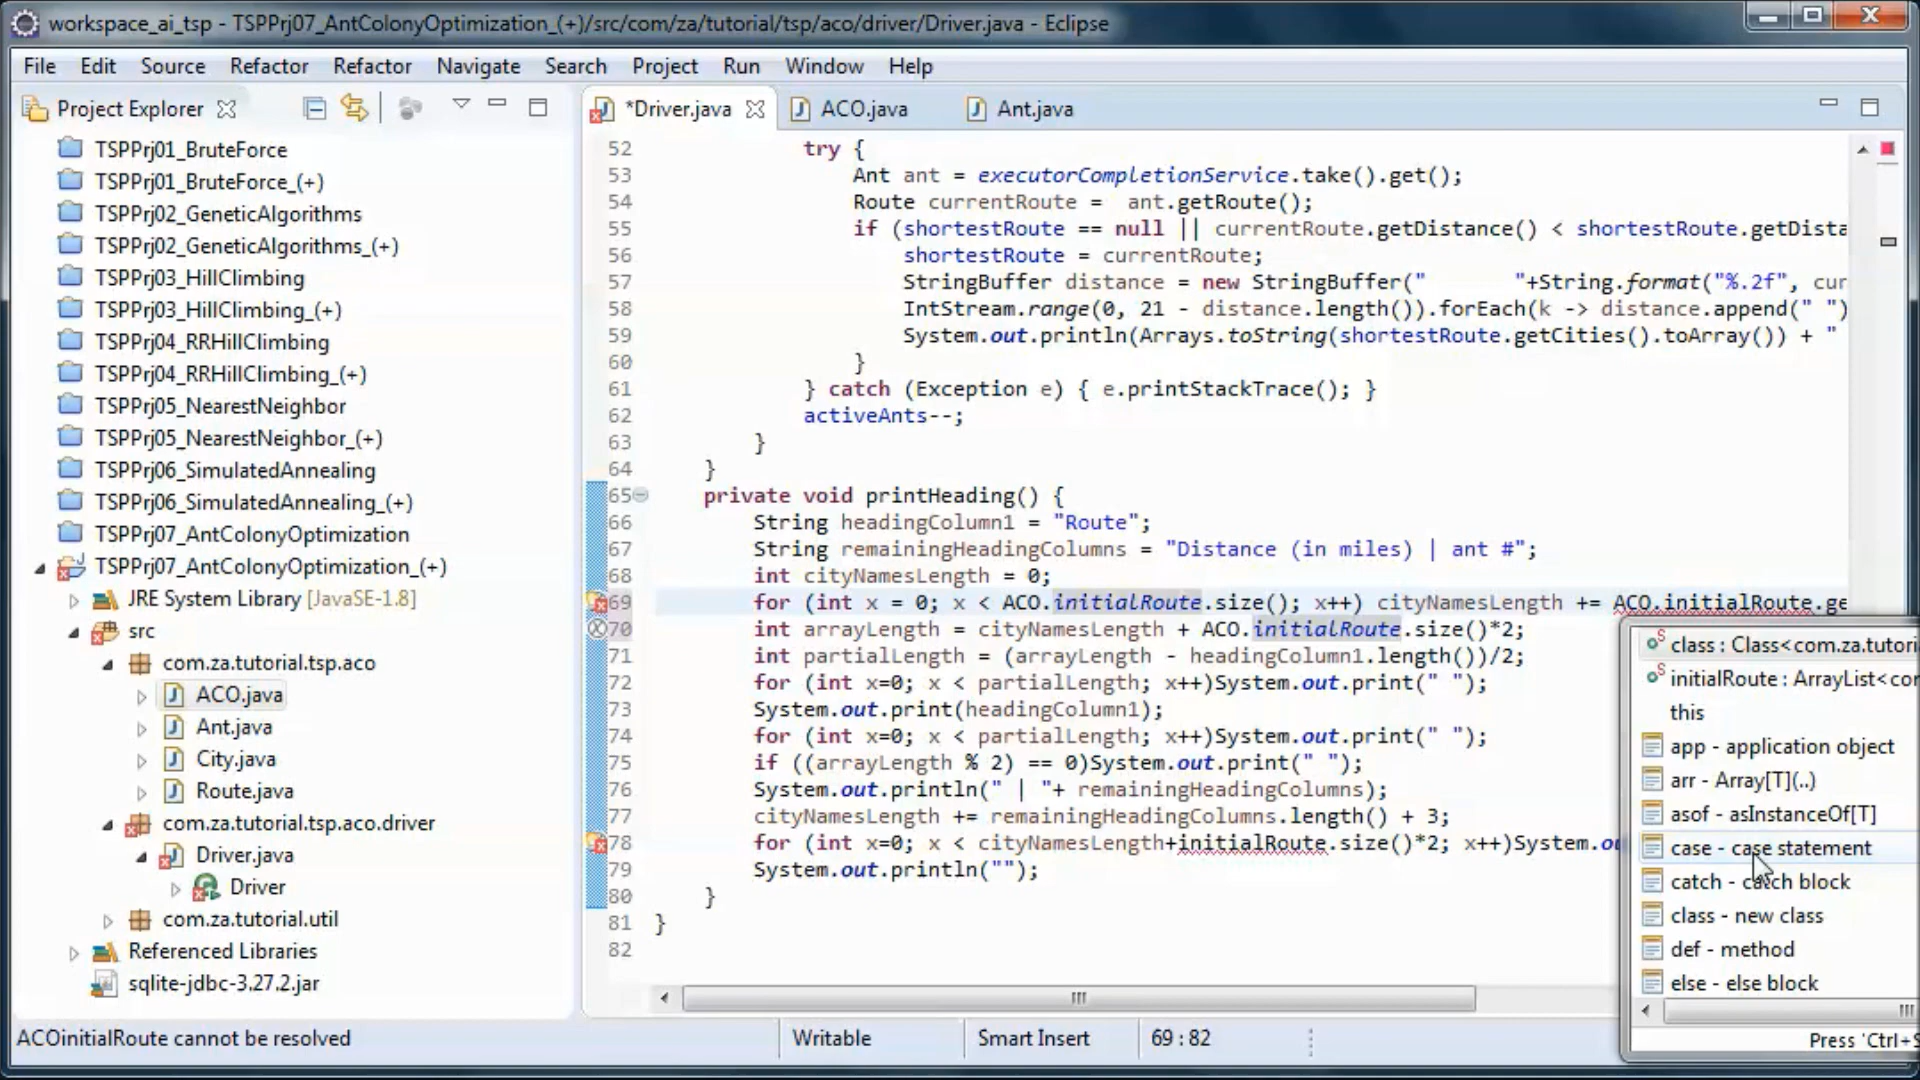 workspace_ai_tsp - TSPPrj07_AntColonyOptimization_(+)/src/com/za/tutorial/tsp/aco/driver/Driver.java - Eclipse
File Edit Source Refactor Refactor Navigate Search Project Run Window Help
Project Explorer
TSPPrj01_BruteForce
TSPPrj01_BruteForce_(+)
TSPPrj02_GeneticAlgorithms
TSPPrj02_GeneticAlgorithms_(+)
TSPPrj03_HillClimbing
TSPPrj03_HillClimbing_(+)
TSPPrj04_RRHillClimbing
TSPPrj04_RRHillClimbing_(+)
TSPPrj05_NearestNeighbor
TSPPrj05_NearestNeighbor_(+)
TSPPrj06_SimulatedAnnealing
TSPPrj06_SimulatedAnnealing_(+)
TSPPrj07_AntColonyOptimization
TSPPrj07_AntColonyOptimization_(+)
JRE System Library [JavaSE-1.8]
src
com.za.tutorial.tsp.aco
ACO.java
Ant.java
City.java
Route.java
com.za.tutorial.tsp.aco.driver
Driver.java
Driver
com.za.tutorial.util
Referenced Libraries
sqlite-jdbc-3.27.2.jar
*Driver.java ACO.java Ant.java
52 try {
53 Ant ant = executorCompletionService.take().get();
54 Route currentRoute =  ant.getRoute();
55 if (shortestRoute == null || currentRoute.getDistance() < shortestRoute.getDista
56 shortestRoute = currentRoute;
57 StringBuffer distance = new StringBuffer("       "+String.format("%.2f", cur
58 IntStream.range(0, 21 - distance.length()).forEach(k -> distance.append(" ")
59 System.out.println(Arrays.toString(shortestRoute.getCities().toArray()) + "
60 }
61 } catch (Exception e) { e.printStackTrace(); }
62 activeAnts--;
63 }
64 }
65 private void printHeading() {
66 String headingColumn1 = "Route";
67 String remainingHeadingColumns = "Distance (in miles) | ant #";
68 int cityNamesLength = 0;
69 for (int x = 0; x < ACO.initialRoute.size(); x++) cityNamesLength += ACO.initialRoute.ge
70 int arrayLength = cityNamesLength + ACO.initialRoute.size()*2;
71 int partialLength = (arrayLength - headingColumn1.length())/2;
72 for (int x=0; x < partialLength; x++)System.out.print(" ");
73 System.out.print(headingColumn1);
74 for (int x=0; x < partialLength; x++)System.out.print(" ");
75 if ((arrayLength % 2) == 0)System.out.print(" ");
76 System.out.println(" | "+ remainingHeadingColumns);
77 cityNamesLength += remainingHeadingColumns.length() + 3;
78 for (int x=0; x < cityNamesLength+initialRoute.size()*2; x++)System.ou
79 System.out.println("");
80 }
81 }
82
class : Class<com.za.tutori
initialRoute : ArrayList<co
this
app - application object
arr - Array[T](..)
asof - asInstanceOf[T]
case - case statement
catch - catch block
class - new class
def - method
else - else block
Press 'Ctrl+S
ACOinitialRoute cannot be resolved
Writable Smart Insert 69 : 82